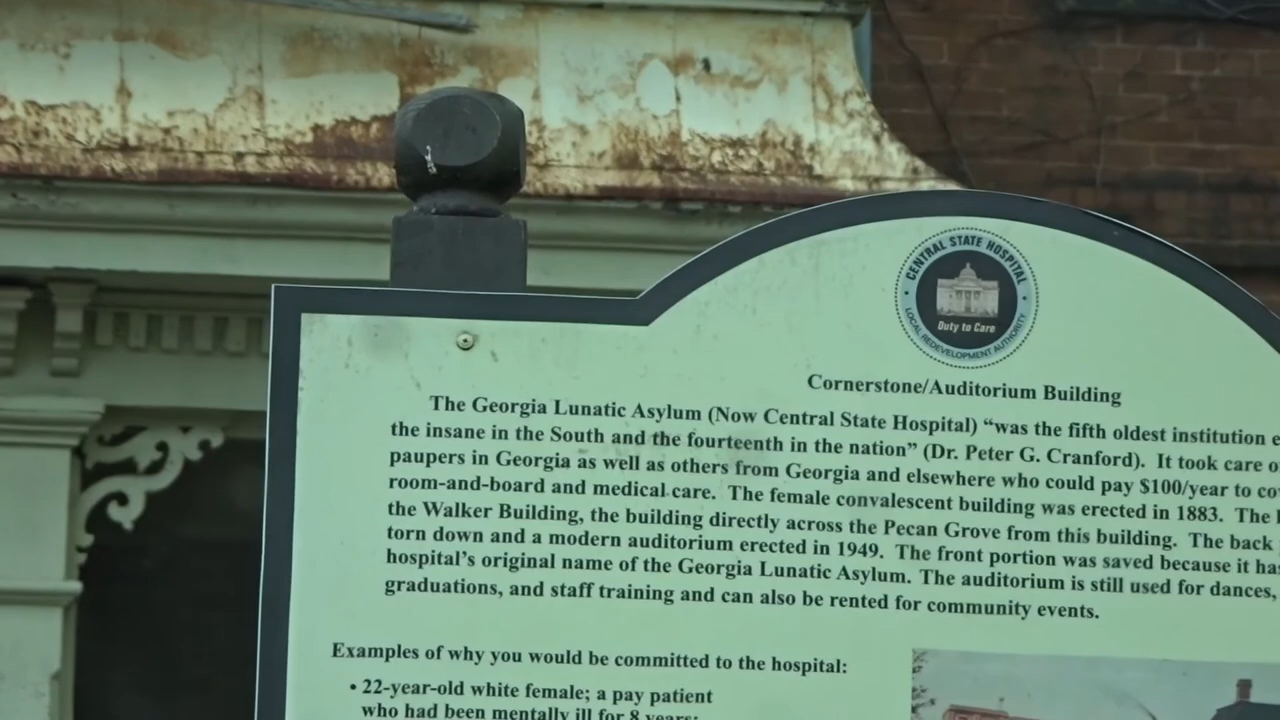 CENTRAL STATE HOSPITAL
Duty to Care
LOCAL REDEVELOPMENT AUTHORITY
Cornerstone/Auditorium Building
The Georgia Lunatic Asylum (Now Central State Hospital) “was the fifth oldest institution
the insane in the South and the fourteenth in the nation” (Dr. Peter G. Cranford). It took care
paupers in Georgia as well as others from Georgia and elsewhere who could pay $100/year to
room-and-board and medical care. The female convalescent building was erected in 1883. The
the Walker Building, the building directly across the Pecan Grove from this building. The back
torn down and a modern auditorium erected in 1949. The front portion was saved because it
hospital’s original name of the Georgia Lunatic Asylum. The auditorium is still used for dances,
graduations, and staff training and can also be rented for community events.
Examples of why you would be committed to the hospital:
• 22-year-old white female; a pay patient
who had been mentally ill for 8 years;